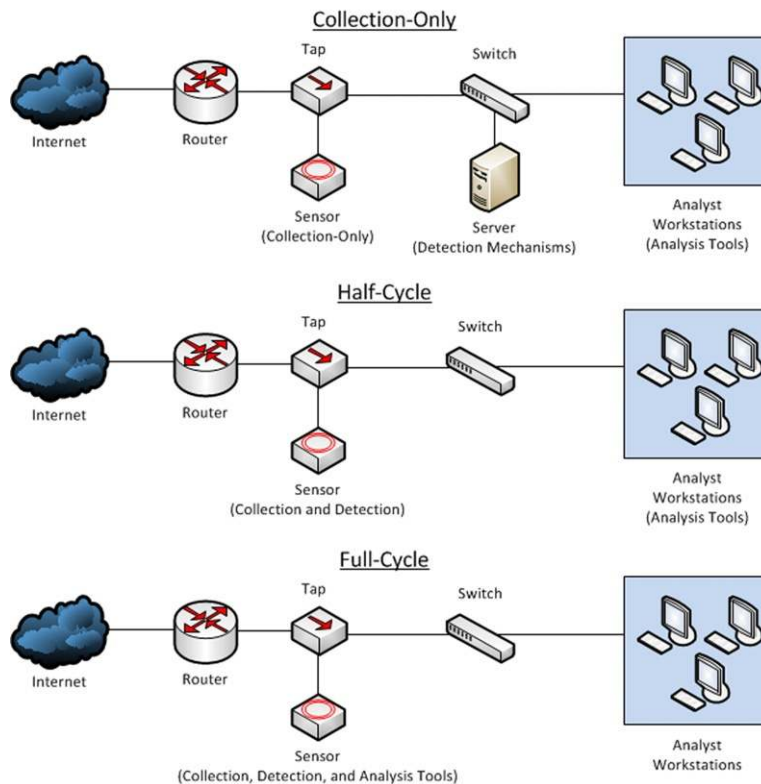 Collection-Only
Tap
Switch
Internet
Router
Sensor
(Collection-Only)
Server
(Detection Mechanisms)
Analyst
Workstations
(Analysis Tools)
Half-Cycle
Tap
Switch
Internet
Router
Sensor
(Collection and Detection)
Analyst
Workstations
(Analysis Tools)
Full-Cycle
Tap
Switch
Internet
Router
Sensor
(Collection, Detection, and Analysis Tools)
Analyst
Workstations